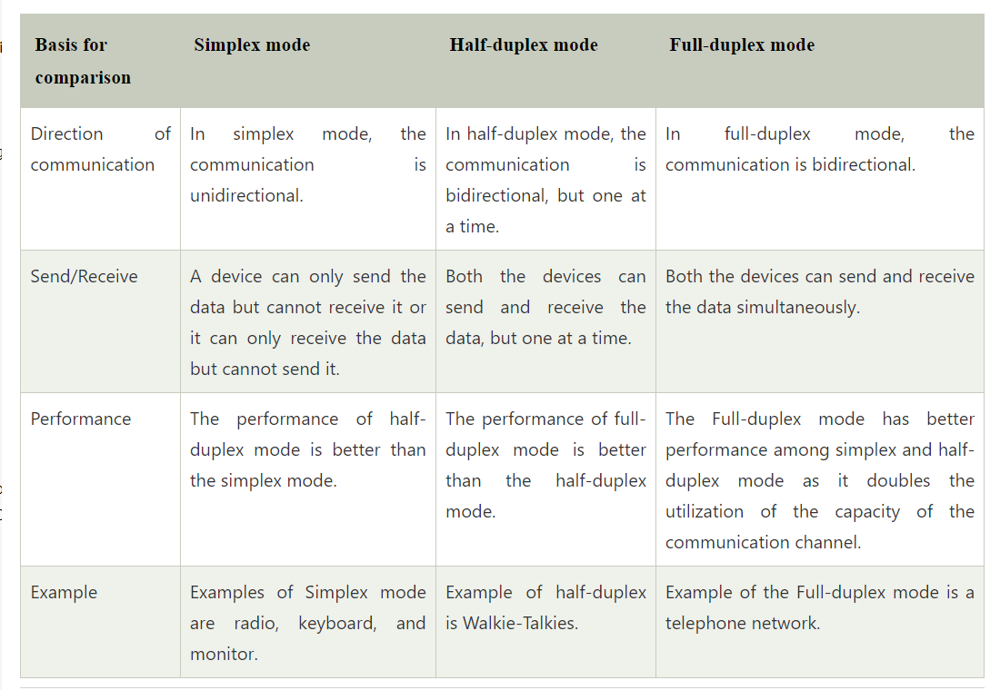 Basis for
comparison
Simplex mode
Half-duplex mode
Full-duplex mode
Direction of
communication
In simplex mode, the
communication is
unidirectional.
In half-duplex mode, the
communication is
bidirectional, but one at
a time.
In full-duplex mode, the
communication is bidirectional.
Send/Receive
A device can only send the
data but cannot receive it or
it can only receive the data
but cannot send it.
Both the devices can
send and receive the
data, but one at a time.
Both the devices can send and receive
the data simultaneously.
Performance
The performance of half-
duplex mode is better than
the simplex mode.
The performance of full-
duplex mode is better
than the half-duplex
mode.
The Full-duplex mode has better
performance among simplex and half-
duplex mode as it doubles the
utilization of the capacity of the
communication channel.
Example
Examples of Simplex mode
are radio, keyboard, and
monitor.
Example of half-duplex
is Walkie-Talkies.
Example of the Full-duplex mode is a
telephone network.